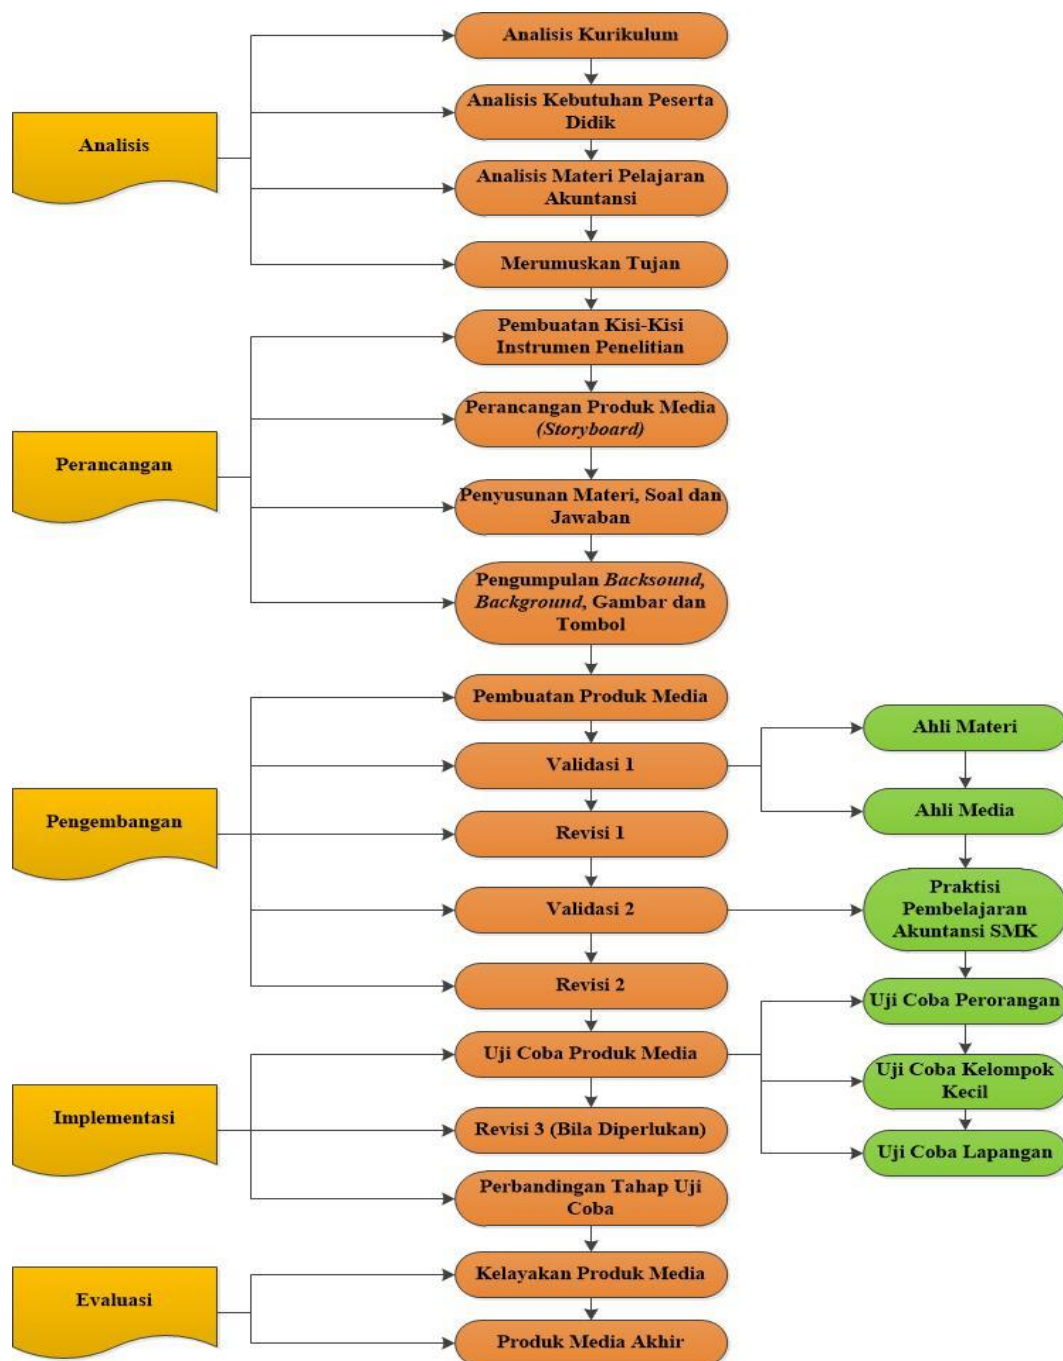 Analisis
Analisis Kurikulum
Analisis Kebutuhan Peserta
Didik
Analisis Materi Pelajaran
Akuntansi
Merumuskan Tujan
Perancangan
Pembuatan Kisi-Kisi
Instrumen Penelitian
Perancangan Produk Media
(Storyboard)
Penyusunan Materi, Soal dan
Jawaban
Pengumpulan Backsound,
Background, Gambar dan
Tombol
Pengembangan
Pembuatan Produk Media
Validasi 1
Ahli Materi
Ahli Media
Revisi 1
Validasi 2
Praktisi
Pembelajaran
Akuntansi SMK
Revisi 2
Implementasi
Uji Coba Produk Media
Uji Coba Perorangan
Uji Coba Kelompok
Kecil
Uji Coba Lapangan
Revisi 3 (Bila Diperlukan)
Perbandingan Tahap Uji
Coba
Evaluasi
Kelayakan Produk Media
Produk Media Akhir